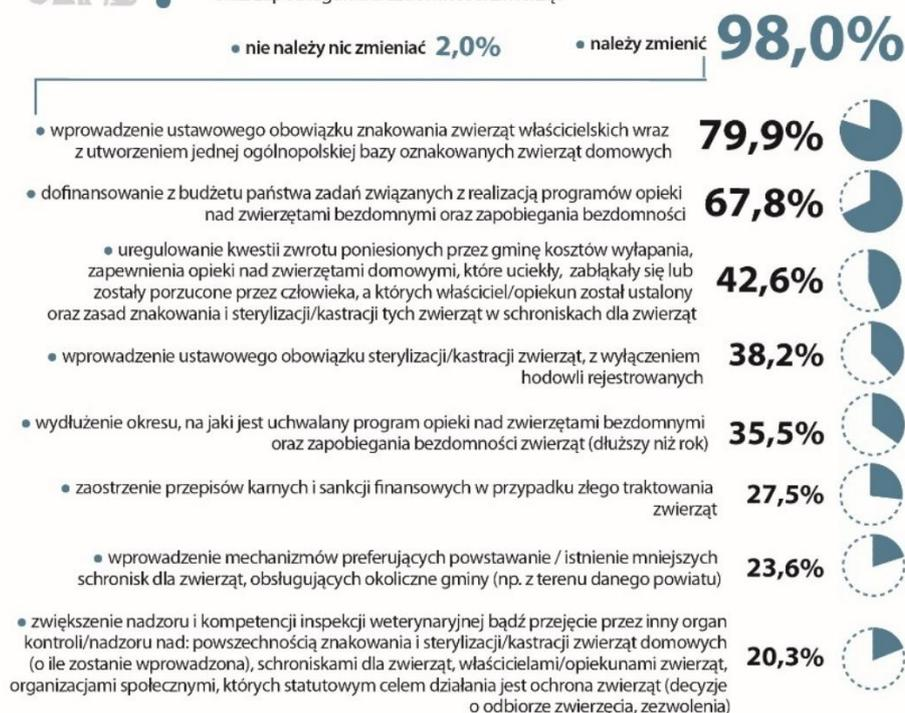 • nie należy nic zmieniać 2,0%
• należy zmienić 98,0%
• wprowadzenie ustawowego obowiązku znakowania zwierząt właścicielskich wraz
z utworzeniem jednej ogólnopolskiej bazy oznakowanych zwierząt domowych
79,9%
• dofinansowanie z budżetu państwa zadań związanych z realizacją programów opieki
nad zwierzętami bezdomnymi oraz zapobiegania bezdomności
67,8%
• uregulowanie kwestii zwrotu poniesionych przez gminę kosztów wyłapania,
zapewnienia opieki nad zwierzętami domowymi, które uciekły, zabłąkały się lub
zostały porzucone przez człowieka, a których właściciel/opiekun został ustalony
oraz zasad znakowania i sterylizacji/kastracji tych zwierząt w schroniskach dla zwierząt
42,6%
• wprowadzenie ustawowego obowiązku sterylizacji/kastracji zwierząt, z wyłączeniem
hodowli rejestrowanych
38,2%
• wydłużenie okresu, na jaki jest uchwalany program opieki nad zwierzętami bezdomnymi
oraz zapobiegania bezdomności zwierząt (dłuższy niż rok)
35,5%
• zaostrzenie przepisów karnych i sankcji finansowych w przypadku złego traktowania
zwierząt
27,5%
• wprowadzenie mechanizmów preferujących powstawanie / istnienie mniejszych
schronisk dla zwierząt, obsługujących okoliczne gminy (np. z terenu danego powiatu)
23,6%
• zwiększenie nadzoru i kompetencji inspekcji weterynaryjnej bądź przejęcie przez inny organ
kontroli/nadzoru nad: powszechnością znakowania i sterylizacji/kastracji zwierząt domowych
(o ile zostanie wprowadzona), schroniskami dla zwierząt, właścicielami/opiekunami zwierząt,
organizacjami społecznymi, których statutowym celem działania jest ochrona zwierząt (decyzje
o odbiorze zwierzęcia, zezwolenia)
20,3%